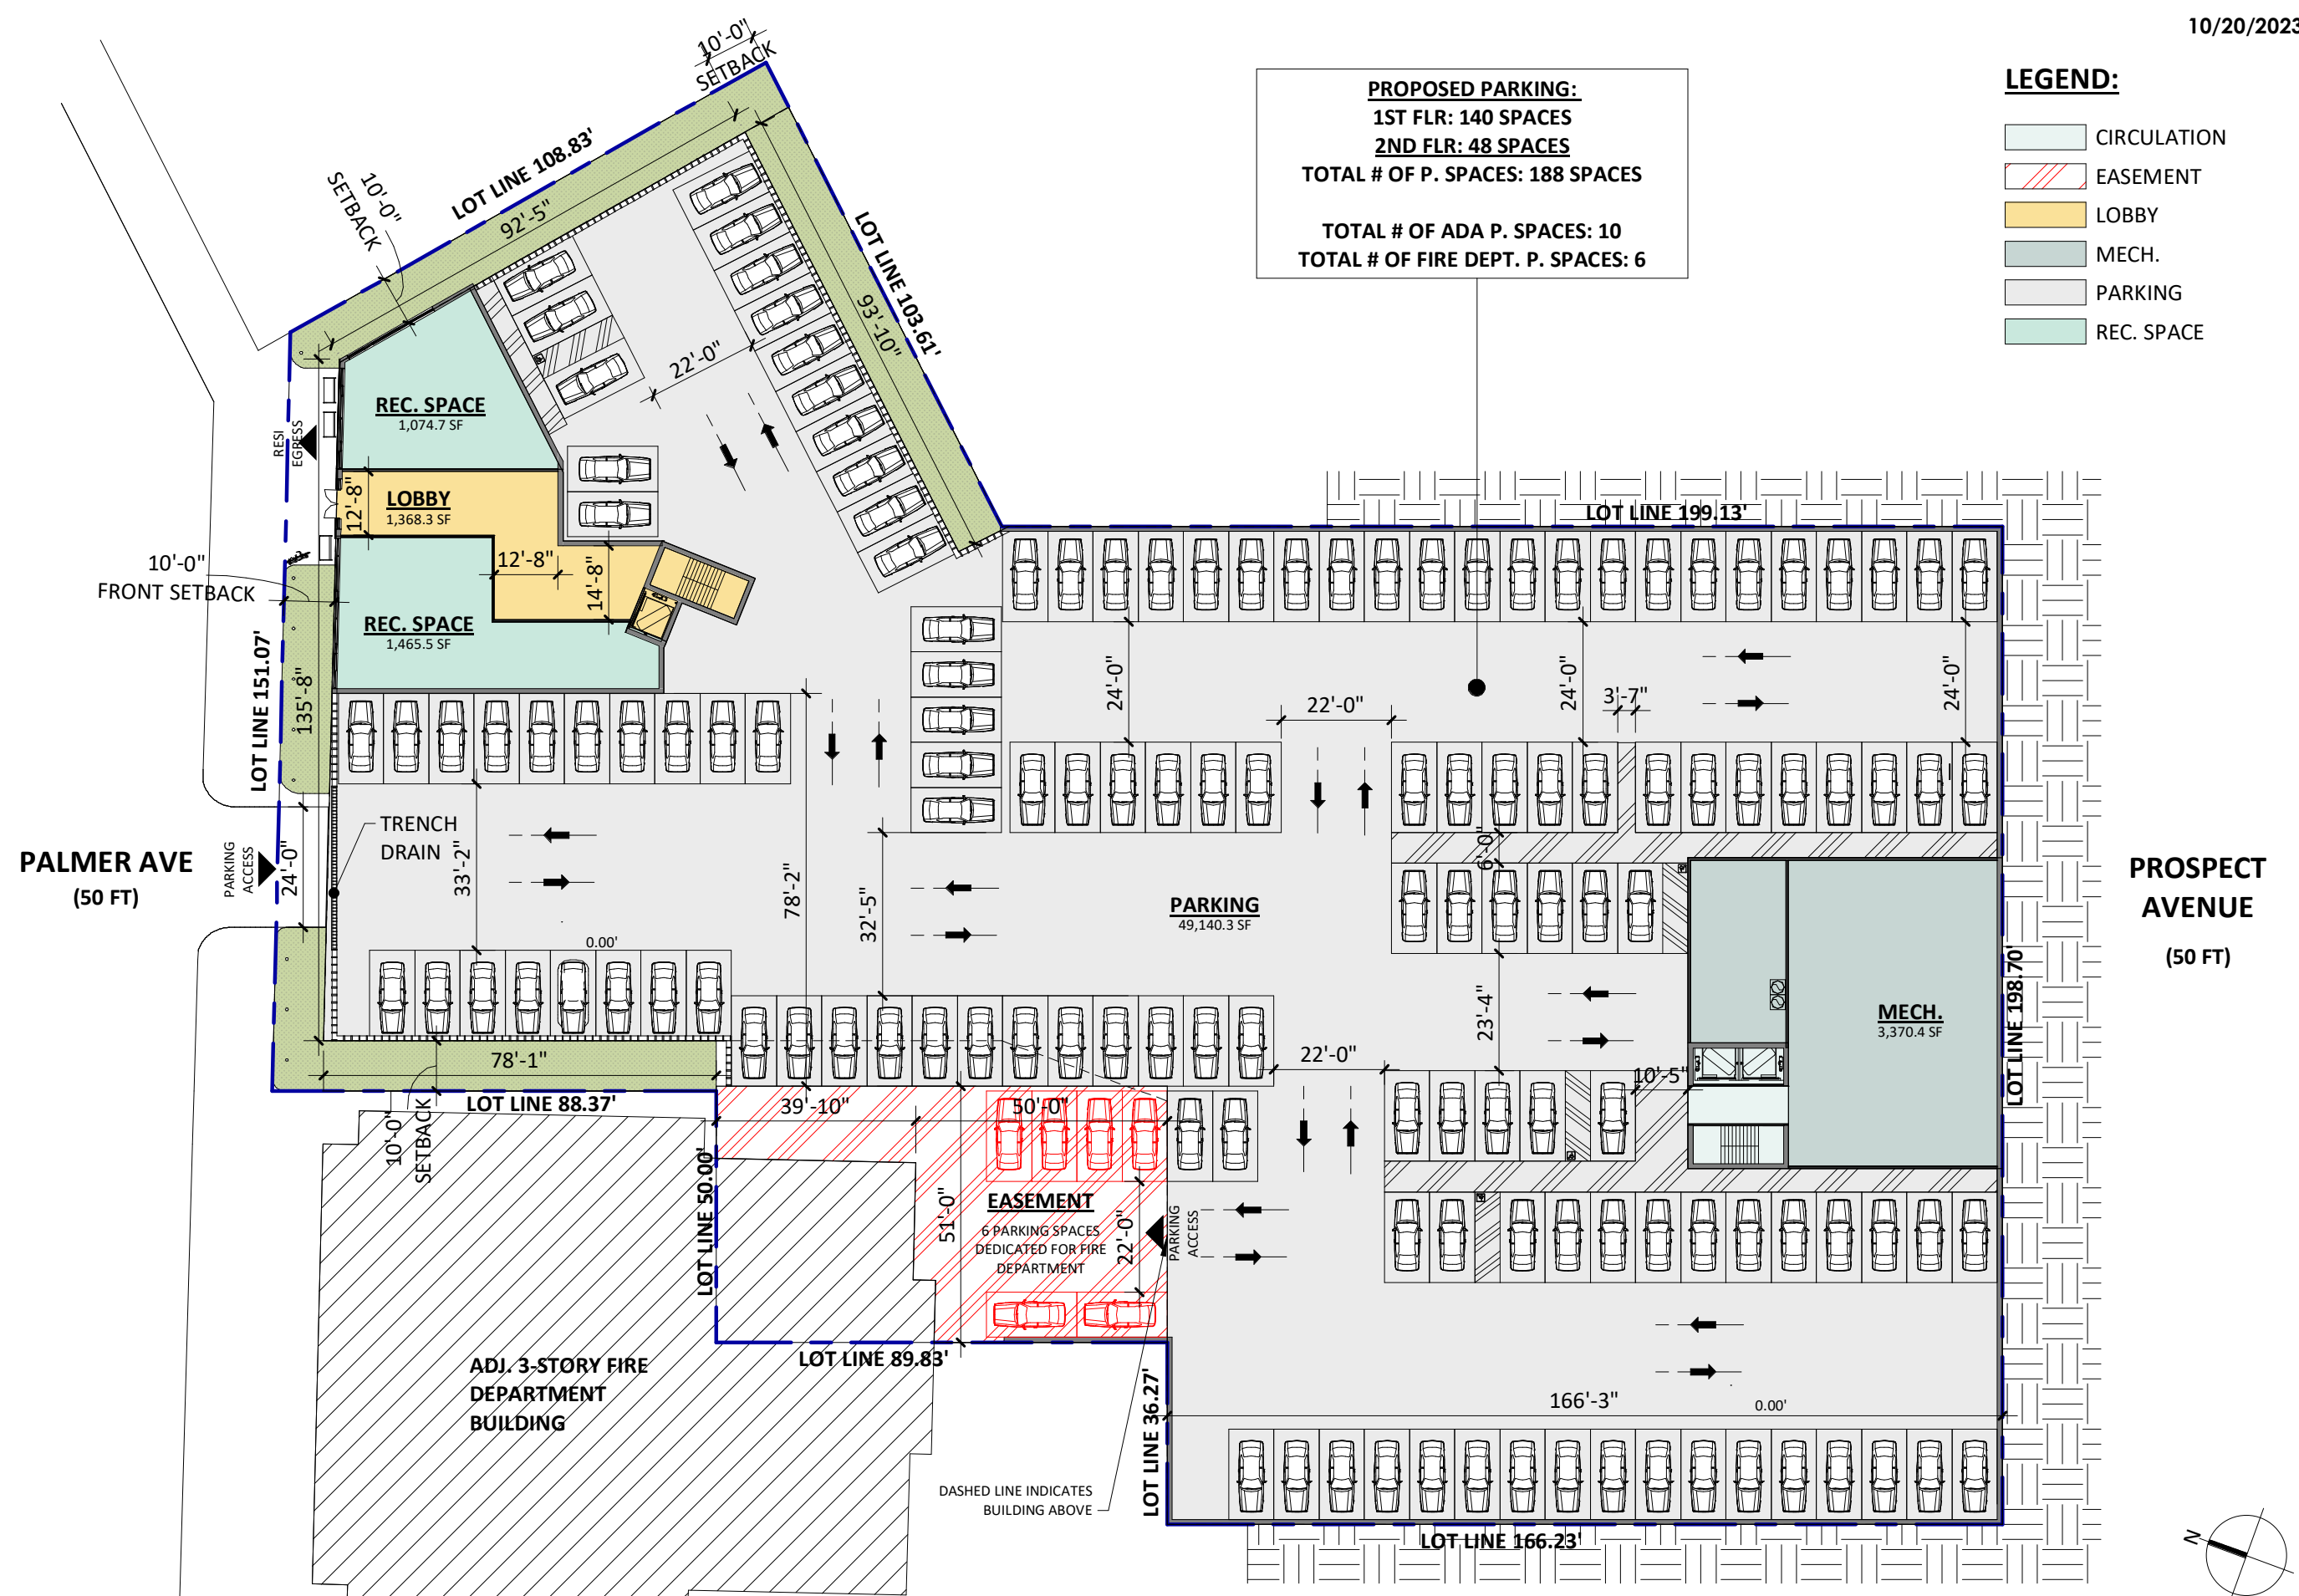 10/20/2023
10'-0"
SETBACK
PROPOSED PARKING:
1ST FLR: 140 SPACES
2ND FLR: 48 SPACES
TOTAL # OF P. SPACES: 188 SPACES
TOTAL # OF ADA P. SPACES: 10
TOTAL # OF FIRE DEPT. P. SPACES: 6
LEGEND:
CIRCULATION
EASEMENT
LOBBY
MECH.
PARKING
REC. SPACE
LOT LINE 108.83'
92'-5"
10'-0"
SETBACK
LOT LINE 103.61'
93'-10"
22'-0"
REC. SPACE
1,074.7 SF
RESI
EGRESS
LOBBY
1,368.3 SF
12'-8"
12'-8"
14'-8"
10'-0"
FRONT SETBACK
REC. SPACE
1,465.5 SF
LOT LINE 151.07'
135'-8"
LOT LINE 199.13'
24'-0"
24'-0"
24'-0"
22'-0"
3'-7"
TRENCH
DRAIN
PALMER AVE
(50 FT)
PARKING
ACCESS
24'-0"
33'-2"
78'-2"
32'-5"
6'-0"
PARKING
49,140.3 SF
PROSPECT
AVENUE
(50 FT)
0.00'
23'-4"
MECH.
3,370.4 SF
LOT LINE 198.70'
78'-1"
22'-0"
10'-5"
LOT LINE 88.37'
10'-0"
SETBACK
39'-10"
50'-0"
LOT LINE 50.00'
51'-0"
EASEMENT
6 PARKING SPACES
DEDICATED FOR FIRE
DEPARTMENT
22'-0"
PARKING
ACCESS
LOT LINE 89.83'
ADJ. 3-STORY FIRE
DEPARTMENT
BUILDING
LOT LINE 36.27'
166'-3"
0.00'
DASHED LINE INDICATES
BUILDING ABOVE
LOT LINE 166.23'
N